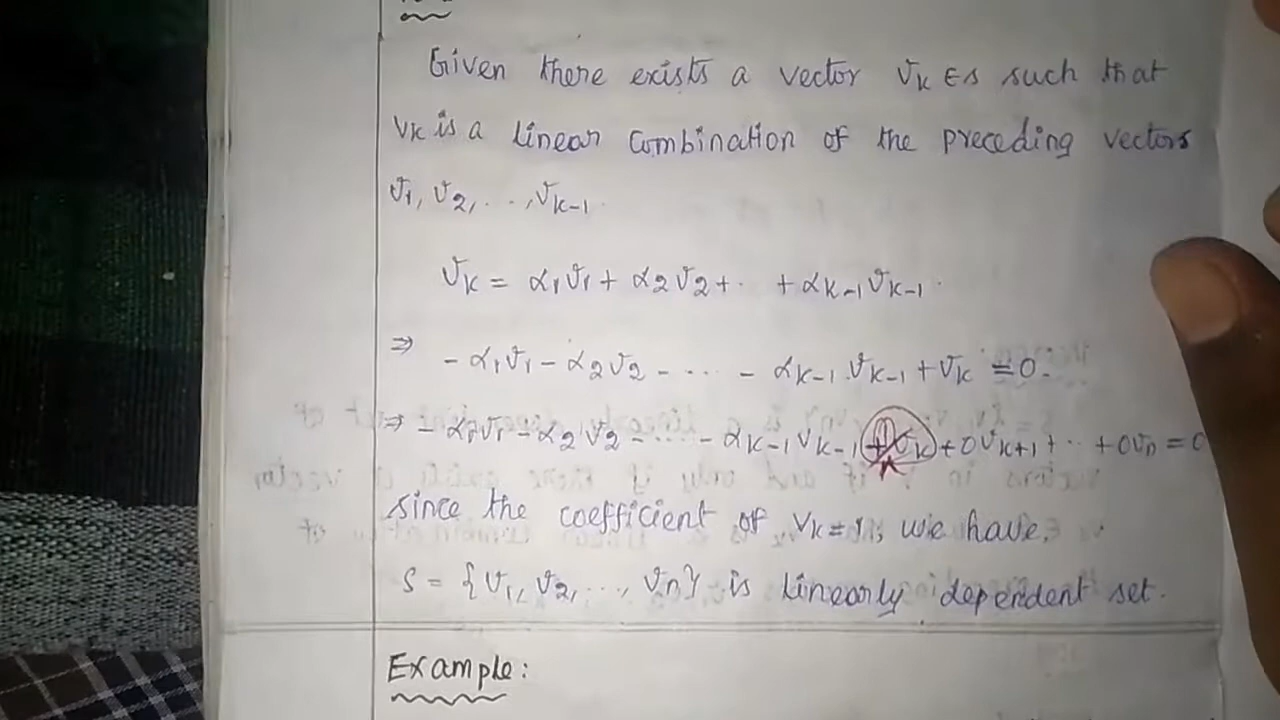 Given there exists a vector vₖ ∈ s such that
vₖ is a linear combination of the preceding vectors
v₁, v₂, ..., vₖ₋₁.
vₖ = α₁v₁ + α₂v₂ + .. + αₖ₋₁vₖ₋₁.
⇒ - α₁v₁ - α₂v₂ - .... - αₖ₋₁.vₖ₋₁ + vₖ = 0.
⇒ - α₁v₁ - α₂v₂ - .... - αₖ₋₁vₖ₋₁ + vₖ + 0vₖ₊₁ + .. + 0vₙ = 0
since the coefficient of vₖ = 1, we have,
S = {v₁, v₂, ..., vₙ} is linearly dependent set.
Example: